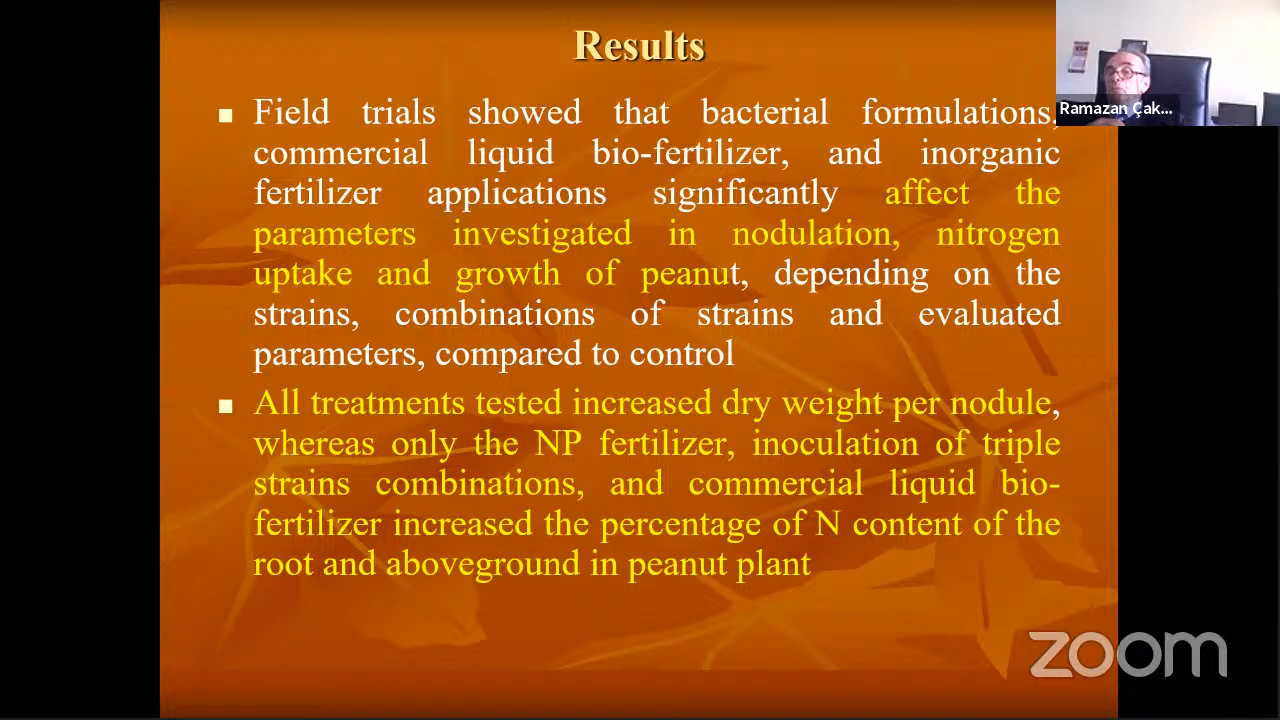 Results
Field trials showed that bacterial formulations,
commercial liquid bio-fertilizer, and inorganic
fertilizer applications significantly affect the
parameters investigated in nodulation, nitrogen
uptake and growth of peanut, depending on the
strains, combinations of strains and evaluated
parameters, compared to control
All treatments tested increased dry weight per nodule,
whereas only the NP fertilizer, inoculation of triple
strains combinations, and commercial liquid bio-
fertilizer increased the percentage of N content of the
root and aboveground in peanut plant
Ramazan Çak...
zoom